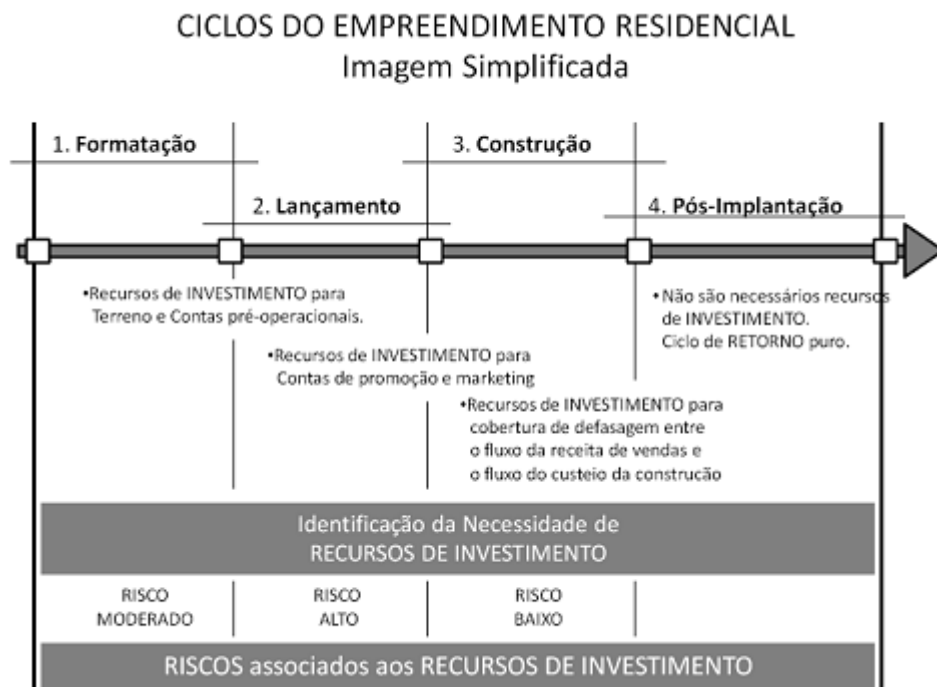 CICLOS DO EMPREENDIMENTO RESIDENCIAL
Imagem Simplificada
1. Formatação
3. Construção
2. Lançamento
4. Pós-Implantação
•Recursos de INVESTIMENTO para
Terreno e Contas pré-operacionais.
•Não são necessários recursos
de INVESTIMENTO.
Ciclo de RETORNO puro.
•Recursos de INVESTIMENTO para
Contas de promoção e marketing
•Recursos de INVESTIMENTO para
cobertura de defasagem entre
o fluxo da receita de vendas e
o fluxo do custeio da construcão
Identificação da Necessidade de
RECURSOS DE INVESTIMENTO
RISCO
MODERADO
RISCO
ALTO
RISCO
BAIXO
RISCOS associados aos RECURSOS DE INVESTIMENTO